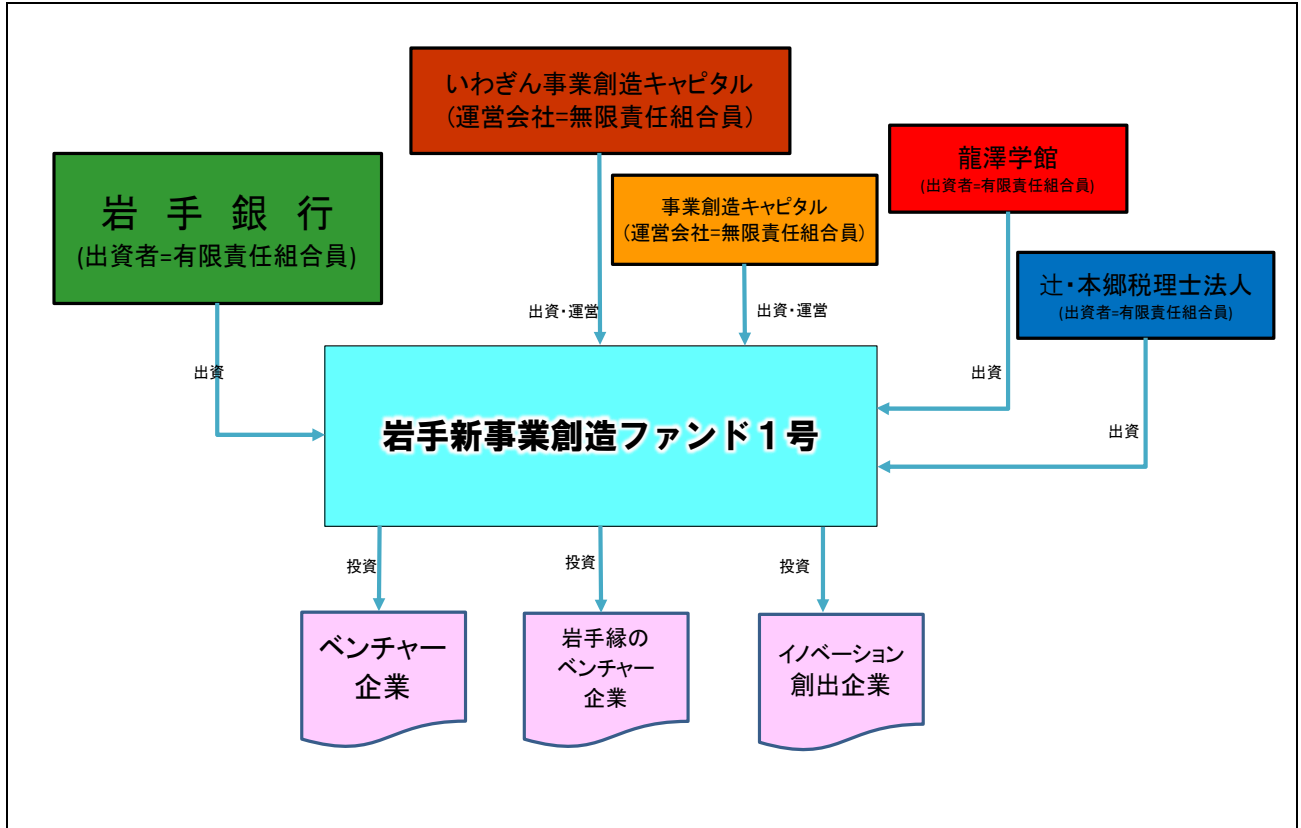 いわぎん事業創造キャピタル
(運営会社=無限責任組合員)
岩手銀行
(出資者=有限責任組合員)
事業創造キャピタル
(運営会社=無限責任組合員)
龍澤学館
(出資者=有限責任組合員)
辻・本郷税理士法人
(出資者=有限責任組合員)
出資
出資・運営
出資・運営
出資
出資
岩手新事業創造ファンド1号
投資
投資
投資
ベンチャー
企業
岩手縁の
ベンチャー
企業
イノベーション
創出企業